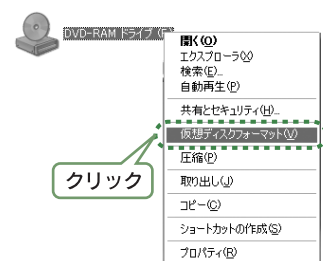 DVD-RAM ドライブ (E:)
開く(O)
エクスプローラ(X)
検索(E)...
自動再生(P)
共有とセキュリティ(H)...
仮想ディスクフォーマット(V)
圧縮(P)
クリック
取り出し(J)
コピー(C)
ショートカットの作成(S)
プロパティ(R)